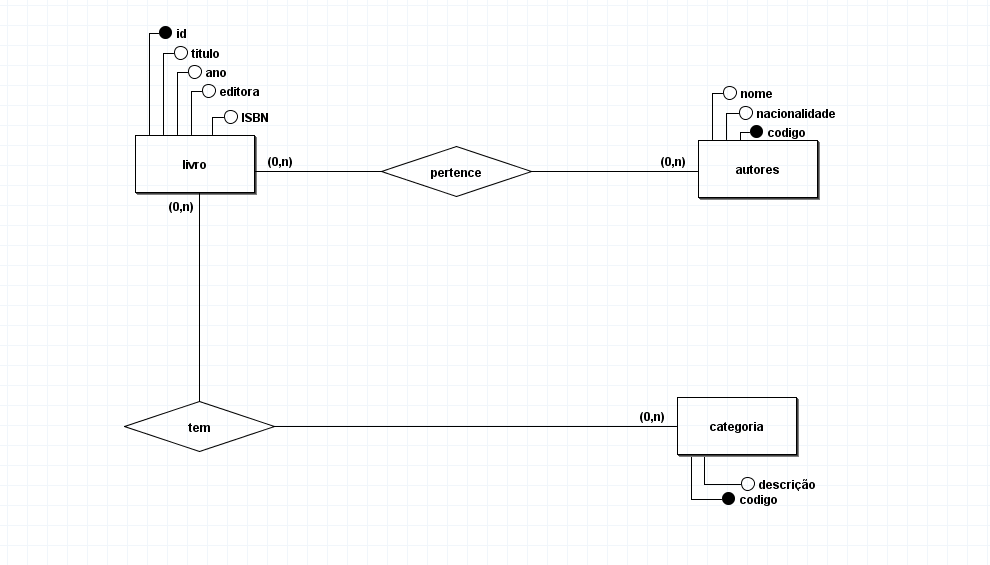 id
titulo
ano
editora
ISBN
livro
(0,n)
pertence
(0,n)
nome
nacionalidade
codigo
autores
(0,n)
tem
(0,n)
categoria
descrição
codigo